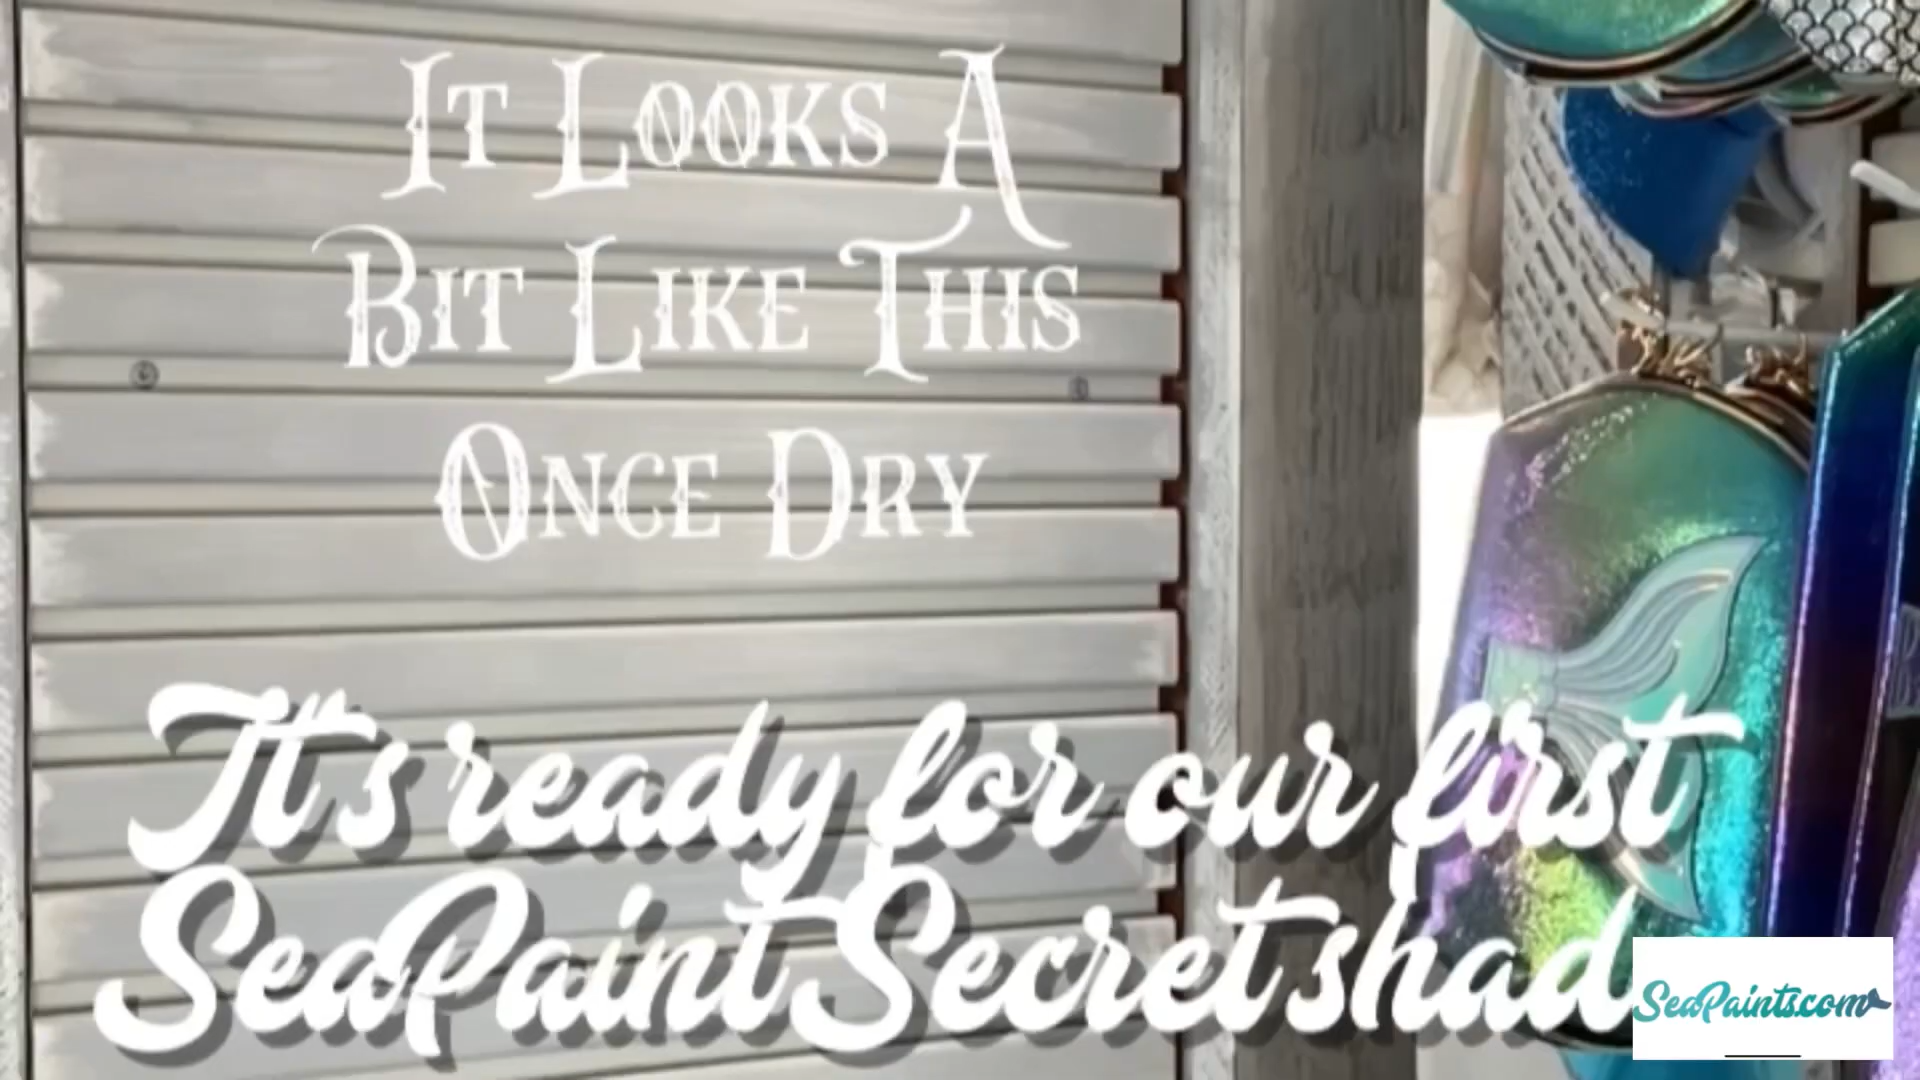 It Looks A
Bit Like This
Once Dry
It's ready for our first
SeaPaint Secret shad
SeaPaints.com